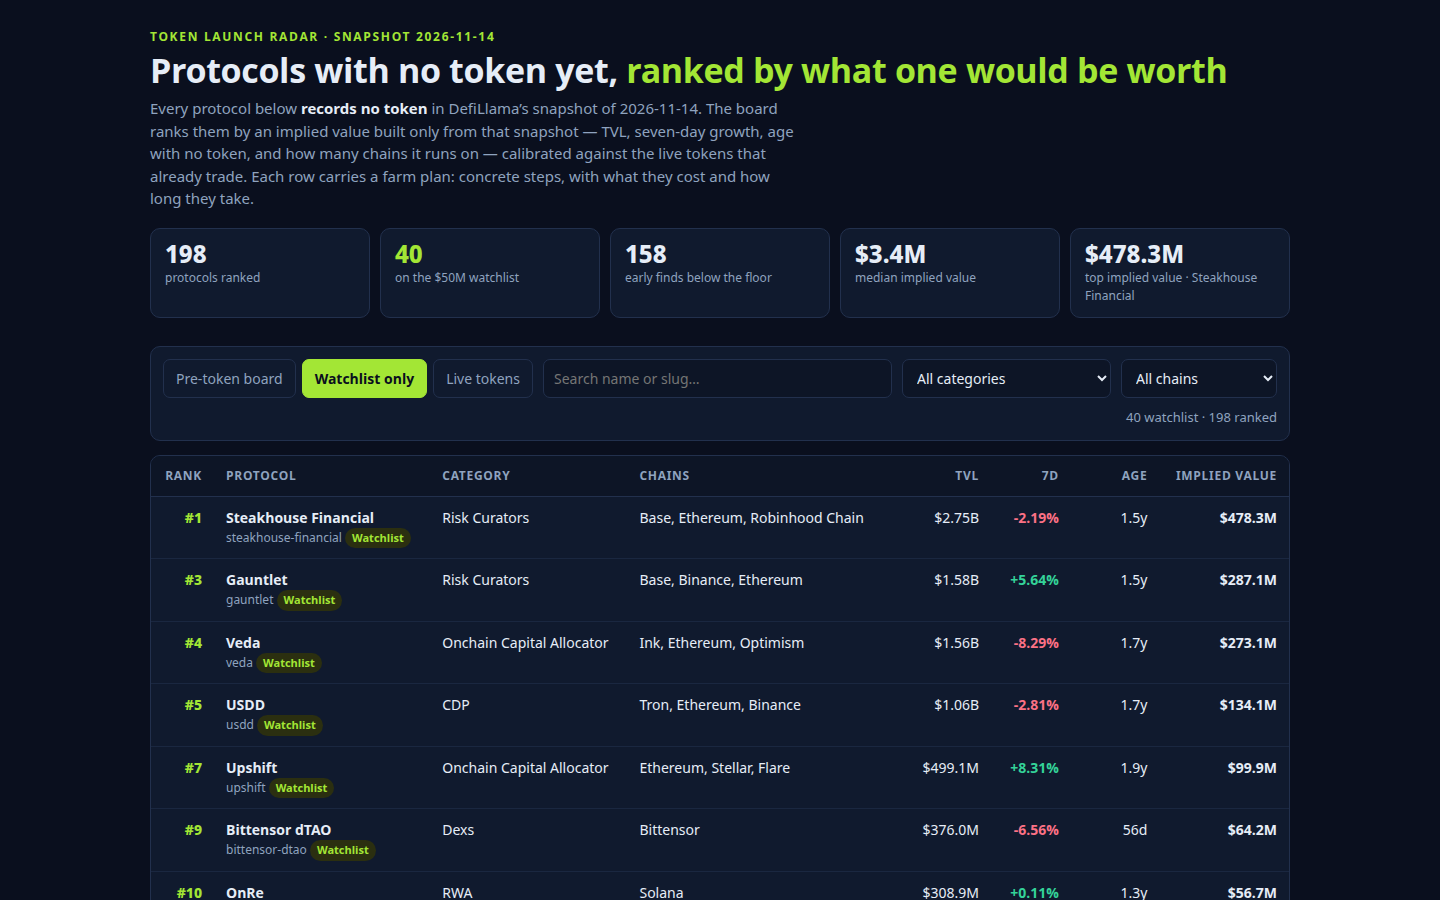 TOKEN LAUNCH RADAR · SNAPSHOT 2026-11-14
Protocols with no token yet, ranked by what one would be worth
Every protocol below records no token in DefiLlama’s snapshot of 2026-11-14. The board
ranks them by an implied value built only from that snapshot — TVL, seven-day growth, age
with no token, and how many chains it runs on — calibrated against the live tokens that
already trade. Each row carries a farm plan: concrete steps, with what they cost and how
long they take.
198
protocols ranked
40
on the $50M watchlist
158
early finds below the floor
$3.4M
median implied value
$478.3M
top implied value · Steakhouse
Financial
Pre-token board Watchlist only Live tokens Search name or slug... All categories All chains
40 watchlist · 198 ranked
RANK PROTOCOL CATEGORY CHAINS TVL 7D AGE IMPLIED VALUE
#1 Steakhouse Financial Risk Curators Base, Ethereum, Robinhood Chain $2.75B -2.19% 1.5y $478.3M
steakhouse-financial Watchlist
#3 Gauntlet Risk Curators Base, Binance, Ethereum $1.58B +5.64% 1.5y $287.1M
gauntlet Watchlist
#4 Veda Onchain Capital Allocator Ink, Ethereum, Optimism $1.56B -8.29% 1.7y $273.1M
veda Watchlist
#5 USDD CDP Tron, Ethereum, Binance $1.06B -2.81% 1.7y $134.1M
usdd Watchlist
#7 Upshift Onchain Capital Allocator Ethereum, Stellar, Flare $499.1M +8.31% 1.9y $99.9M
upshift Watchlist
#9 Bittensor dTAO Dexs Bittensor $376.0M -6.56% 56d $64.2M
bittensor-dtao Watchlist
#10 OnRe RWA Solana $308.9M +0.11% 1.3y $56.7M